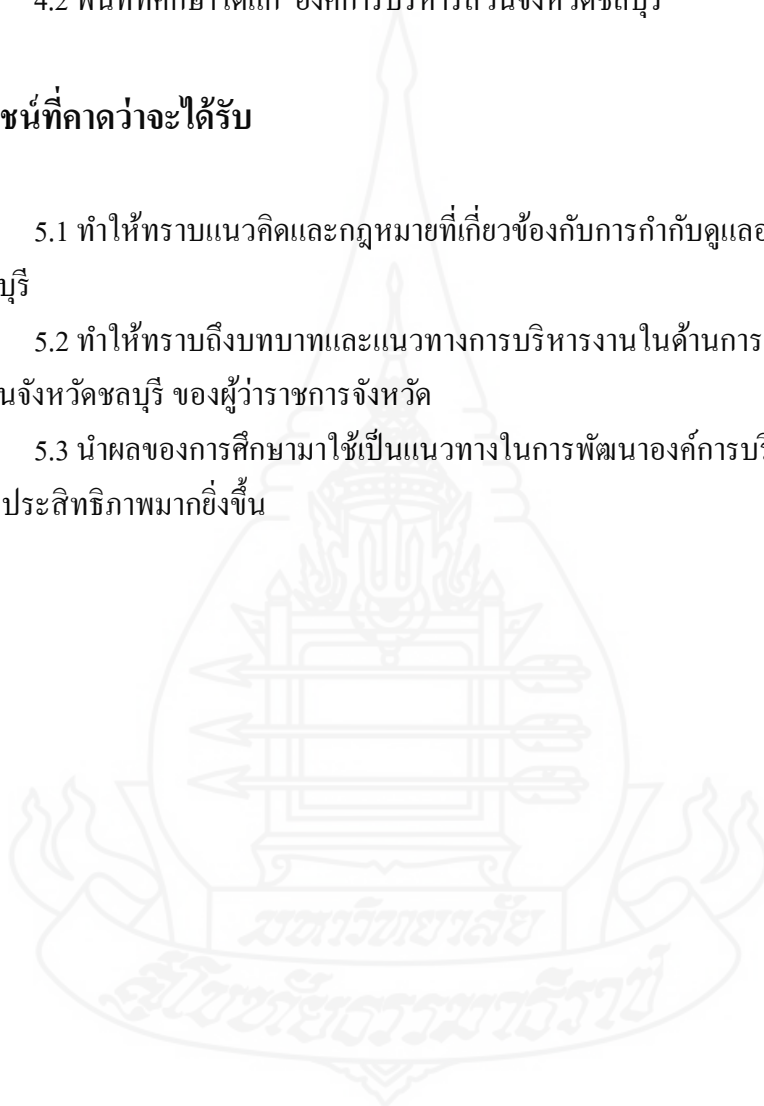 4.2 พื้นที่ที่ศึกษา ได้แก่ องค์การบริหารส่วนจังหวัดชลบุรี
ชน์ที่คาดว่าจะได้รับ
5.1 ทำให้ทราบแนวคิดและกฎหมายที่เกี่ยวข้องกับการกำกับดูแลอ
บุรี
5.2 ทำให้ทราบถึงบทบาทและแนวทางการบริหารงานในด้านการ
นจังหวัดชลบุรี ของผู้ว่าราชการจังหวัด
5.3 นำผลของการศึกษามาใช้เป็นแนวทางในการพัฒนาองค์การบริ
ประสิทธิภาพมากยิ่งขึ้น
มหาวิทยาลัย
สุโขทัยธรรมาธิราช